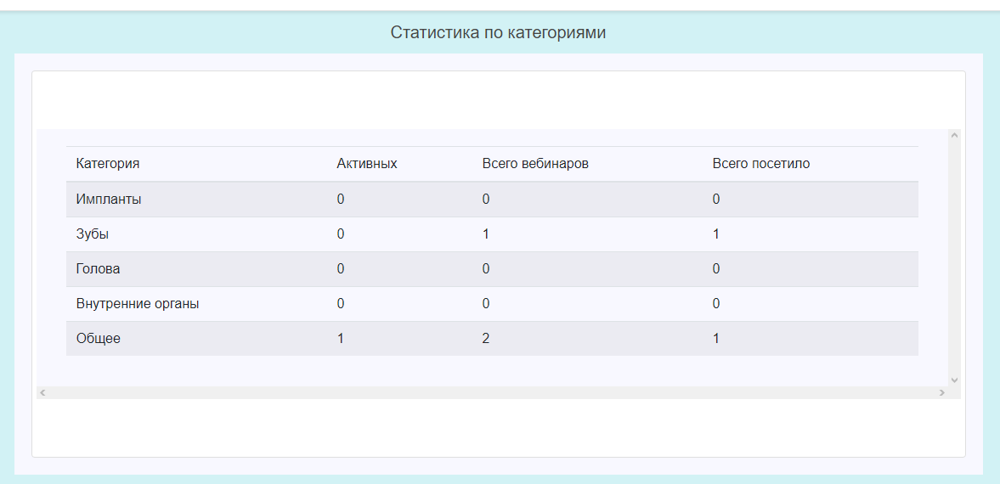 Статистика по категориями
Категория Активных Всего вебинаров Всего посетило
Импланты 0 0 0
Зубы 0 1 1
Голова 0 0 0
Внутренние органы 0 0 0
Общее 1 2 1